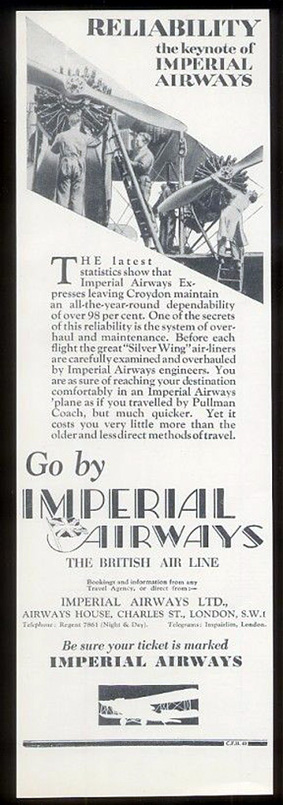 RELIABILITY
the keynote of
IMPERIAL
AIRWAYS
THE latest
statistics show that
Imperial Airways Ex-
presses leaving Croydon maintain
an all-the-year-round dependability
of over 98 per cent. One of the secrets
of this reliability is the system of over-
haul and maintenance. Before each
flight the great "Silver Wing" air-liners
are carefully examined and overhauled
by Imperial Airways engineers. You
are as sure of reaching your destination
comfortably in an Imperial Airways
'plane as if you travelled by Pullman
Coach, but much quicker. Yet it
costs you very little more than the
older and less direct methods of travel.
Go by
IMPERIAL
AIRWAYS
THE BRITISH AIR LINE
Bookings and information from any
Travel Agency, or direct from:—
IMPERIAL AIRWAYS LTD.,
AIRWAYS HOUSE, CHARLES ST., LONDON, S.W.1
Telephone: Regent 7861 (Night & Day). Telegrams: Impairlim, London.
Be sure your ticket is marked
IMPERIAL AIRWAYS